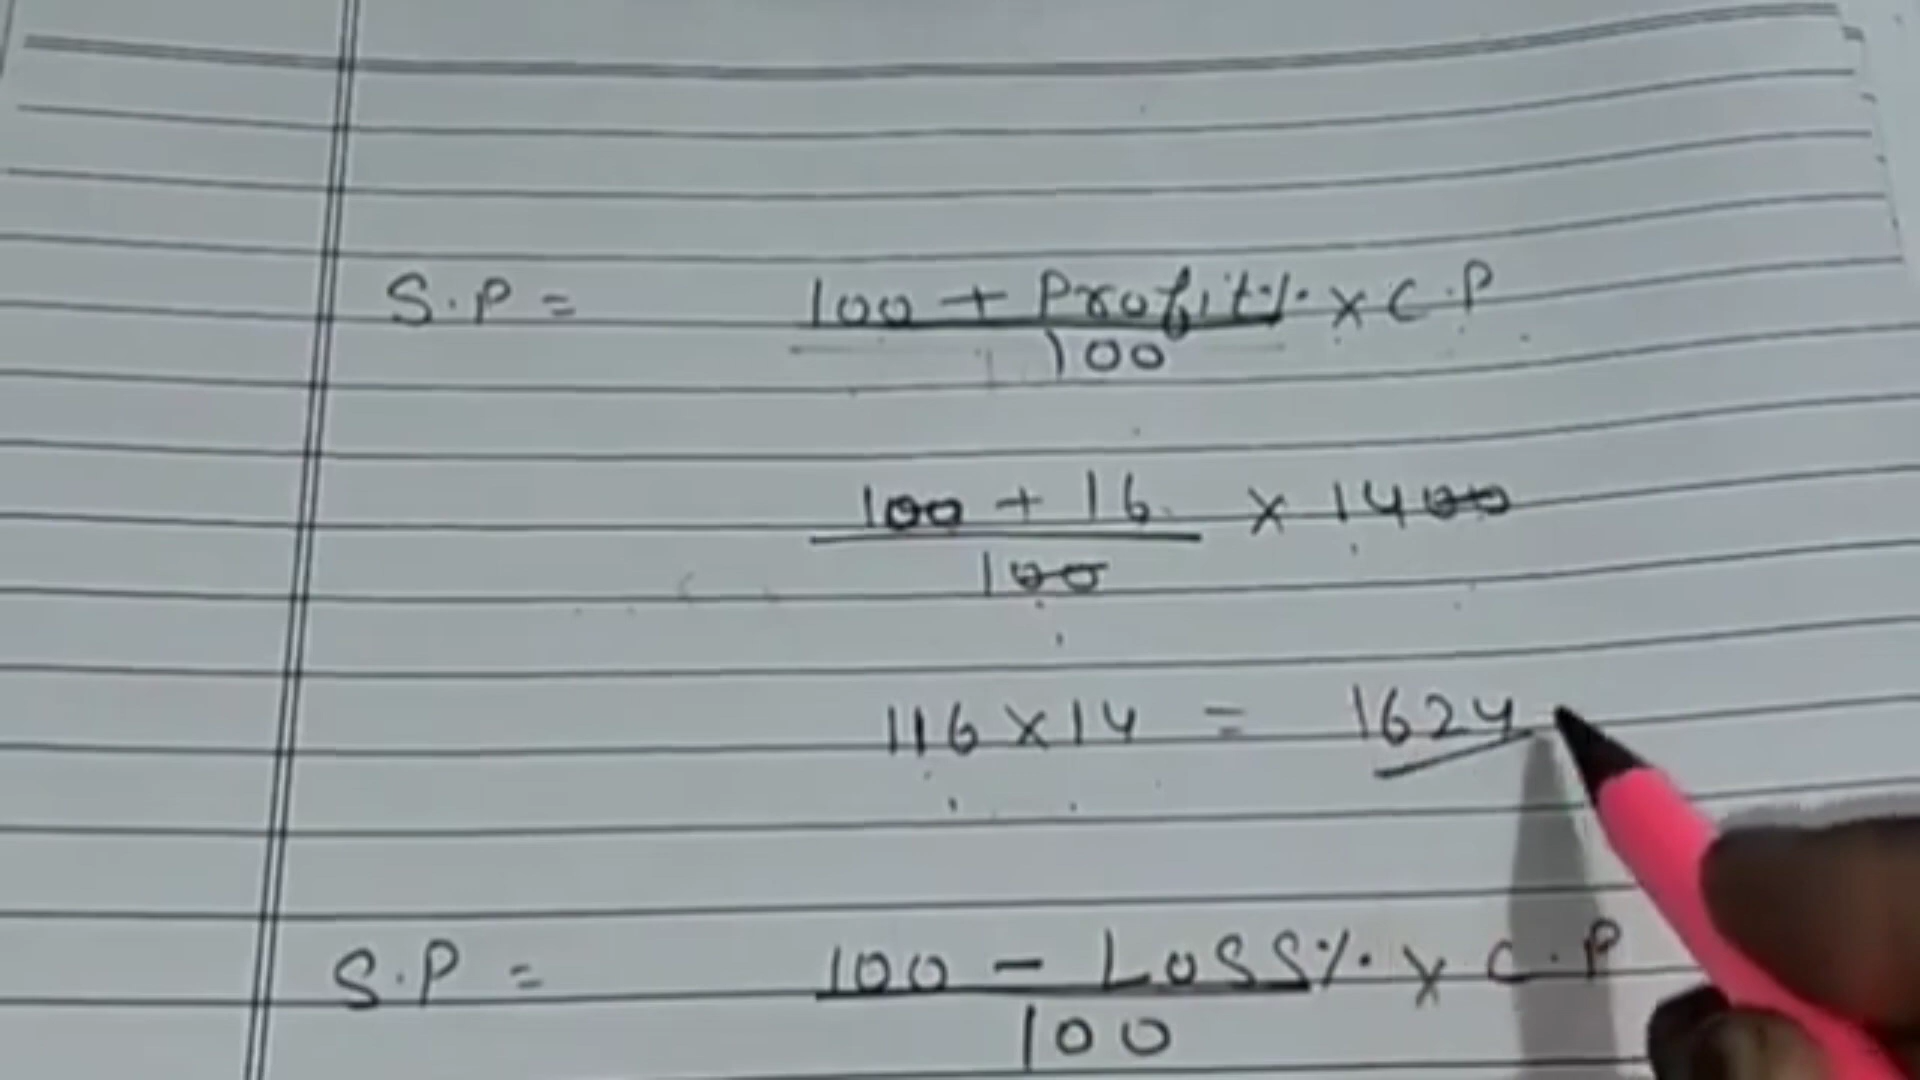 S.P = 100 + Profit% x C.P
100
100 + 16 x 1400
100
116 x 14 = 1624
S.P = 100 - Loss% x C.P
100